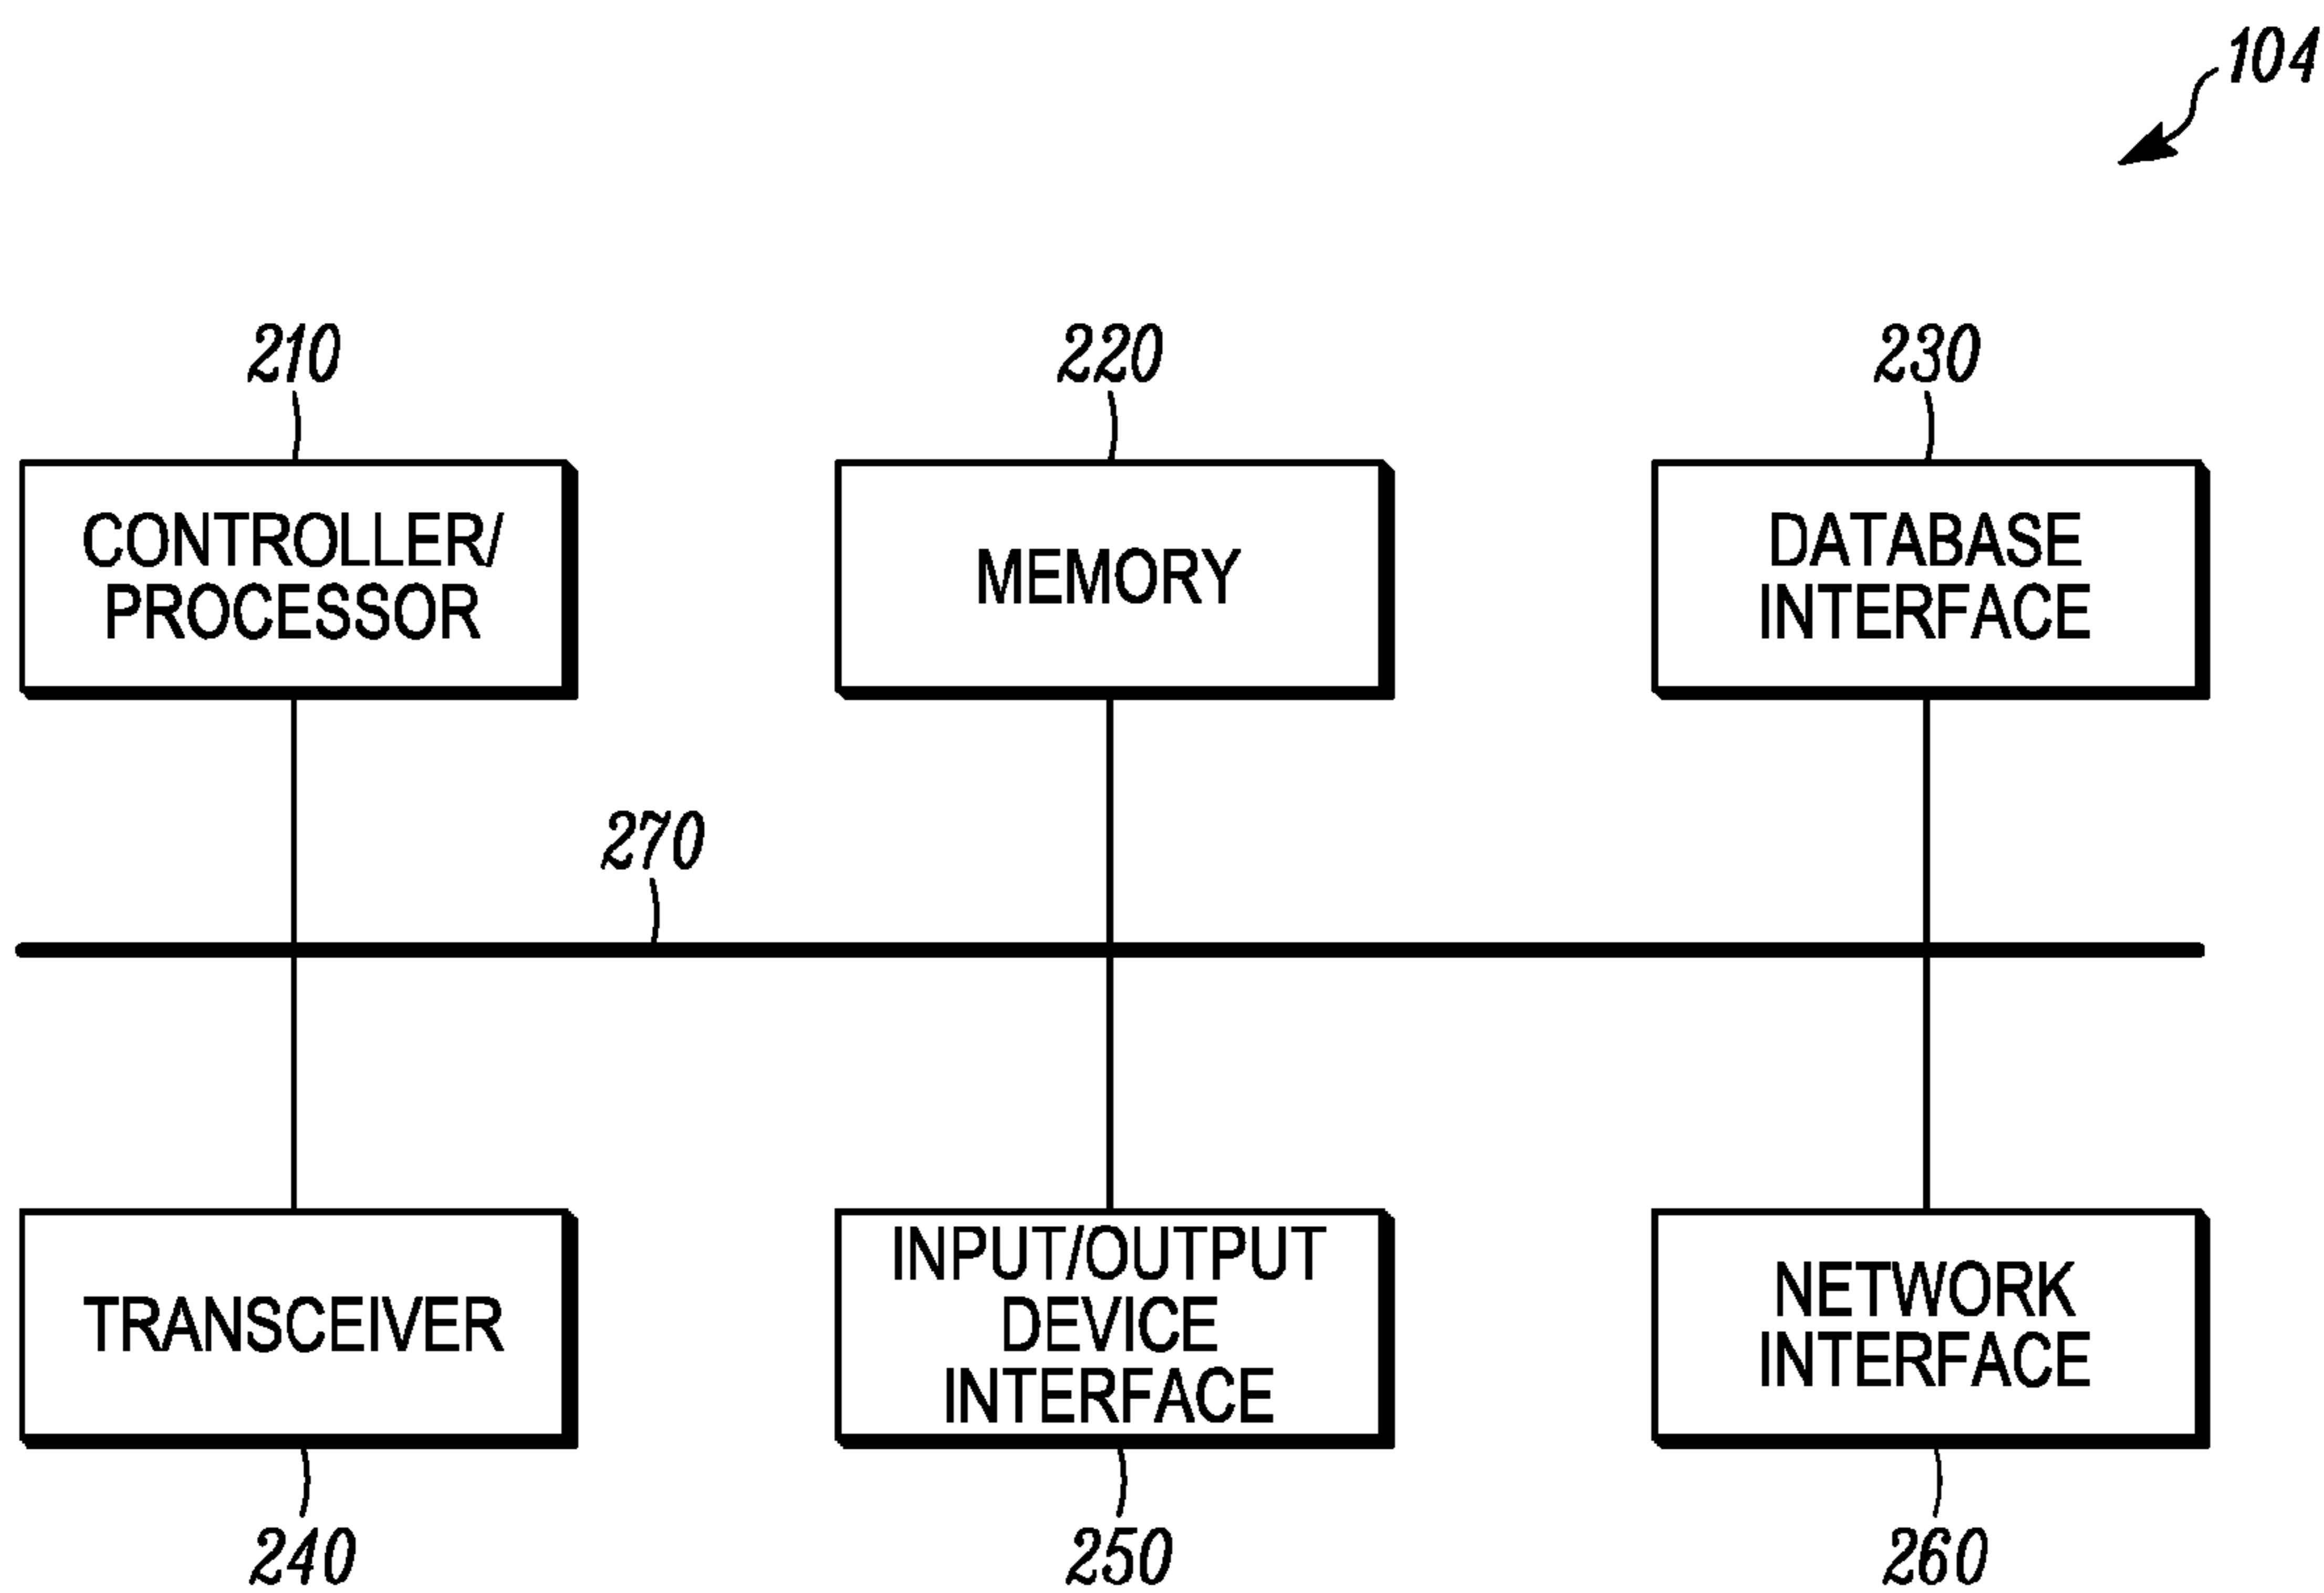 104
210
220
230
CONTROLLER/
PROCESSOR
MEMORY
DATABASE
INTERFACE
270
TRANSCEIVER
INPUT/OUTPUT
DEVICE
INTERFACE
NETWORK
INTERFACE
240
250
260